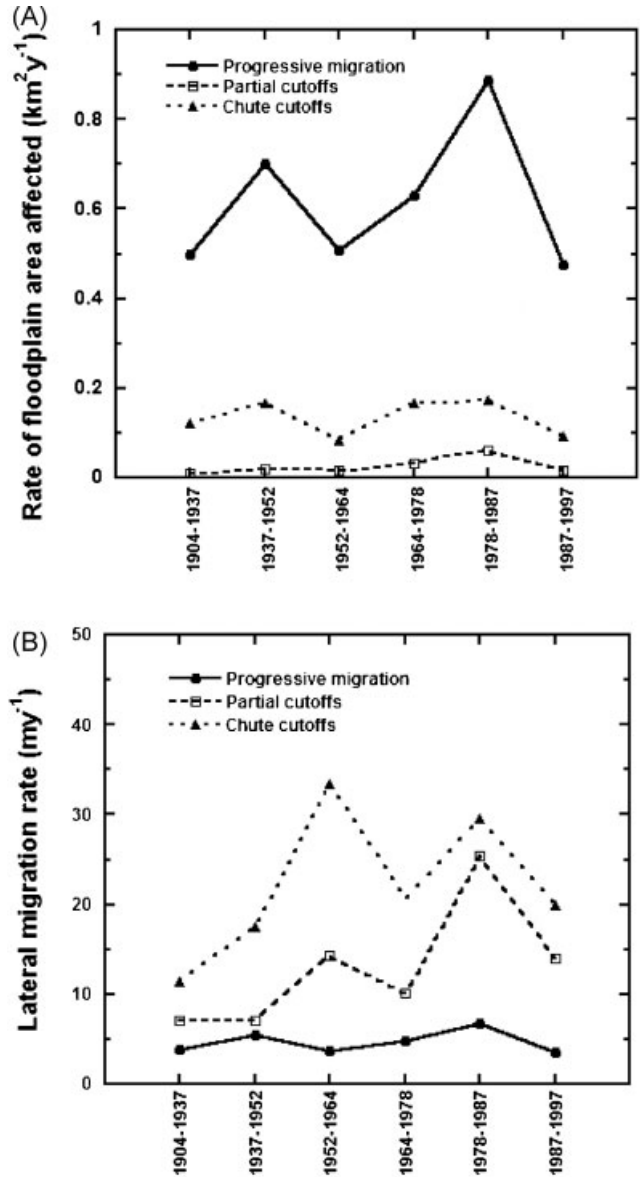 (A)
1
0.8
0.6
0.4
0.2
0
Rate of floodplain area affected (km²y⁻¹)
Progressive migration
Partial cutoffs
Chute cutoffs
1904-1937
1937-1952
1952-1964
1964-1978
1978-1987
1987-1997
(B)
50
40
30
20
10
0
Lateral migration rate (my⁻¹)
Progressive migration
Partial cutoffs
Chute cutoffs
1904-1937
1937-1952
1952-1964
1964-1978
1978-1987
1987-1997